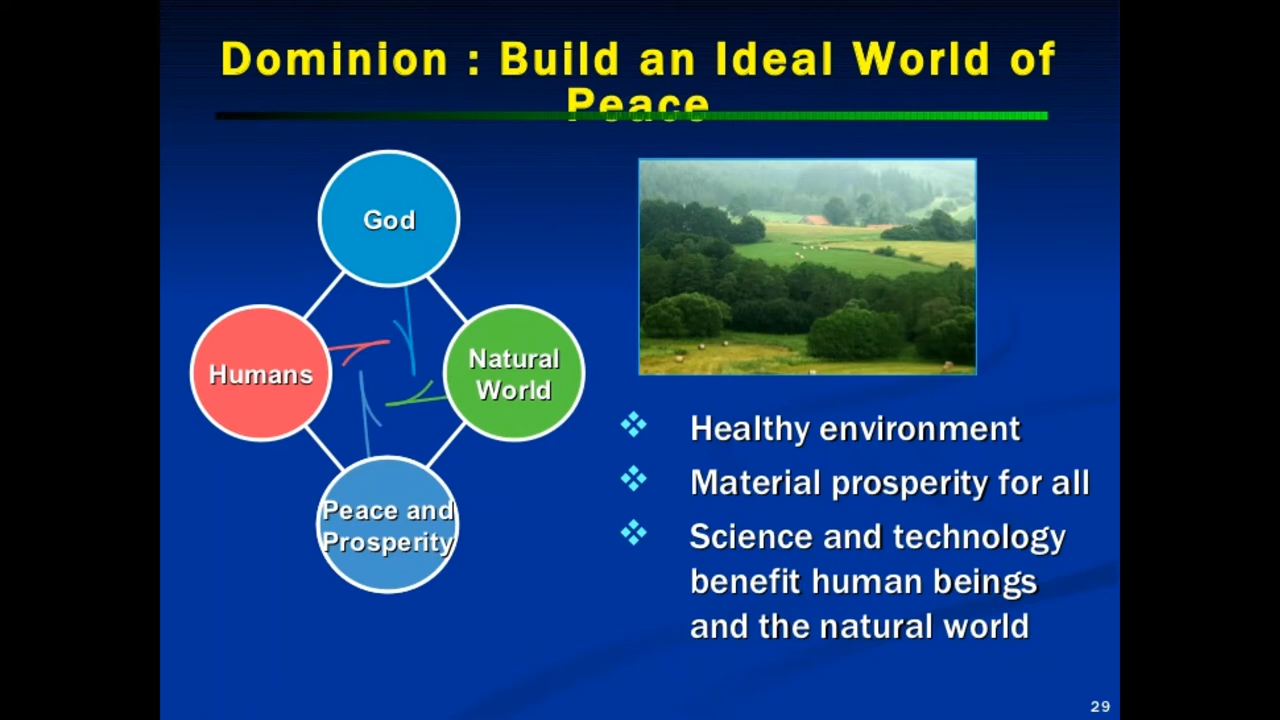 Dominion : Build an Ideal World of
Peace
God
Humans
Natural
World
Peace and
Prosperity
Healthy environment
Material prosperity for all
Science and technology
benefit human beings
and the natural world
29